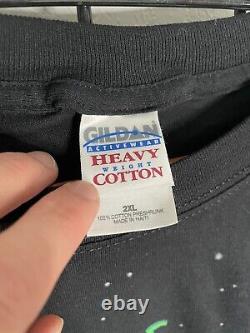 GILDAN
ACTIVEWEAR
HEAVY
WEIGHT
COTTON
2XL
100% COTTON PRESHRUNK
MADE IN HAITI